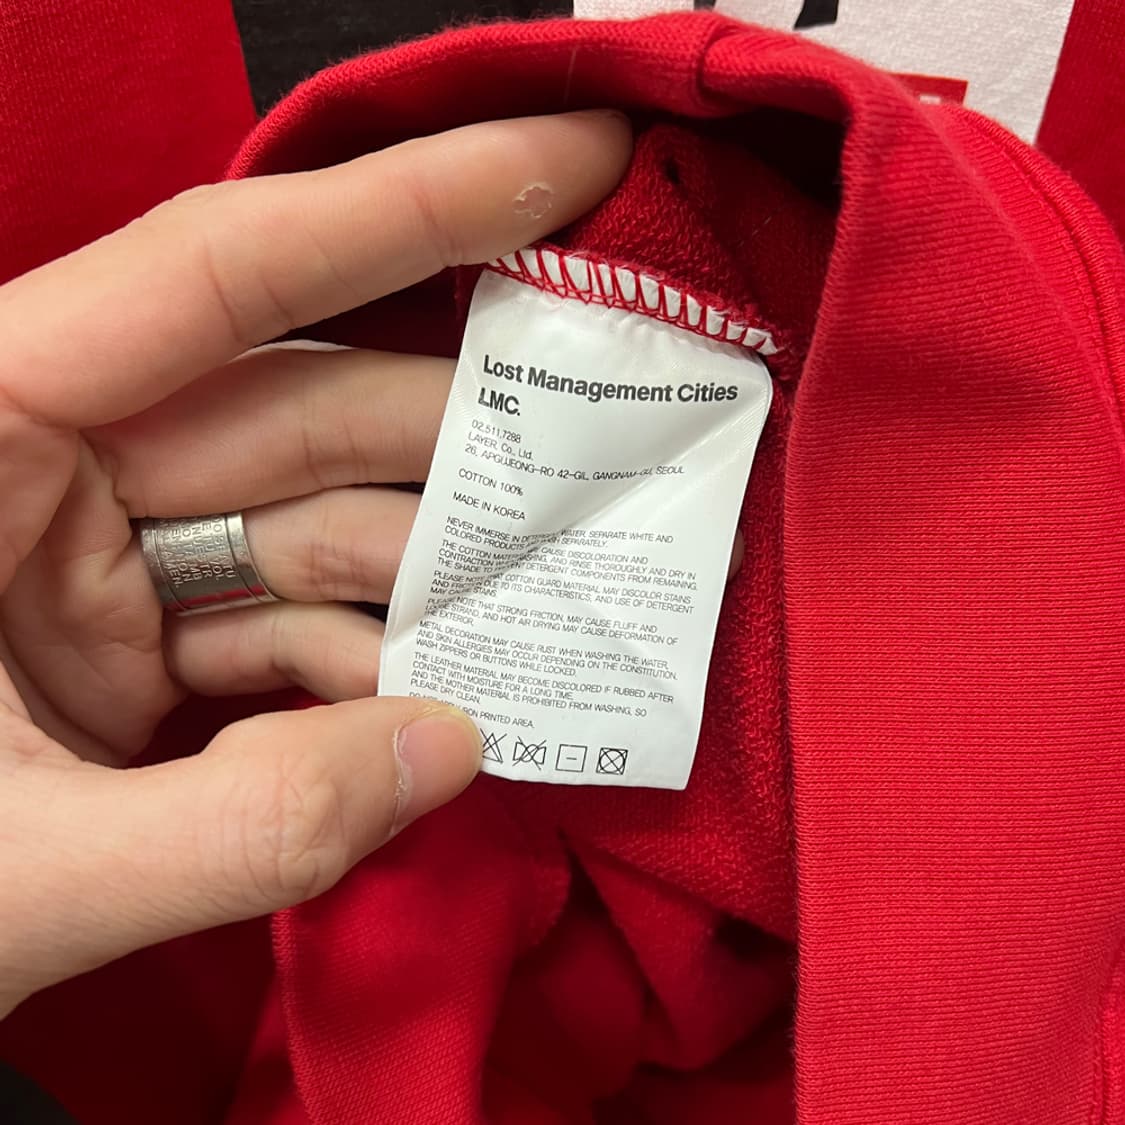 Lost Management Cities
LMC.
02.511.7288
LAYER. Co., Ltd.
26, APGUJEONG-RO 42-GIL, GANGNAM-GU, SEOUL
COTTON 100%
MADE IN KOREA
NEVER IMMERSE IN DETERGENT WATER, SEPARATE WHITE AND
COLORED PRODUCTS AND WASH SEPARATELY.
THE COTTON MATERIAL CAUSE DISCOLORATION AND
CONTRACTION WASHING, AND RINSE THOROUGHLY AND DRY IN
THE SHADE TO PREVENT DETERGENT COMPONENTS FROM REMAINING.
PLEASE NOTE THAT COTTON GUARD MATERIAL MAY DISCOLOR STAINS
AND FRICTION DUE TO ITS CHARACTERISTICS, AND USE OF DETERGENT
MAY CAUSE STAINS.
PLEASE NOTE THAT STRONG FRICTION, MAY CAUSE FLUFF AND
LOOSE STRAND, AND HOT AIR DRYING MAY CAUSE DEFORMATION OF
THE EXTERIOR.
METAL DECORATION MAY CAUSE RUST WHEN WASHING THE WATER,
AND SKIN ALLERGIES MAY OCCUR DEPENDING ON THE CONSTITUTION.
WASH ZIPPERS OR BUTTONS WHILE LOCKED.
THE LEATHER MATERIAL MAY BECOME DISCOLORED IF RUBBED AFTER
CONTACT WITH MOISTURE FOR A LONG TIME.
AND THE MOTHER MATERIAL IS PROHIBITED FROM WASHING, SO
PLEASE DRY CLEAN.
DO NOT APPLY IRON PRINTED AREA.